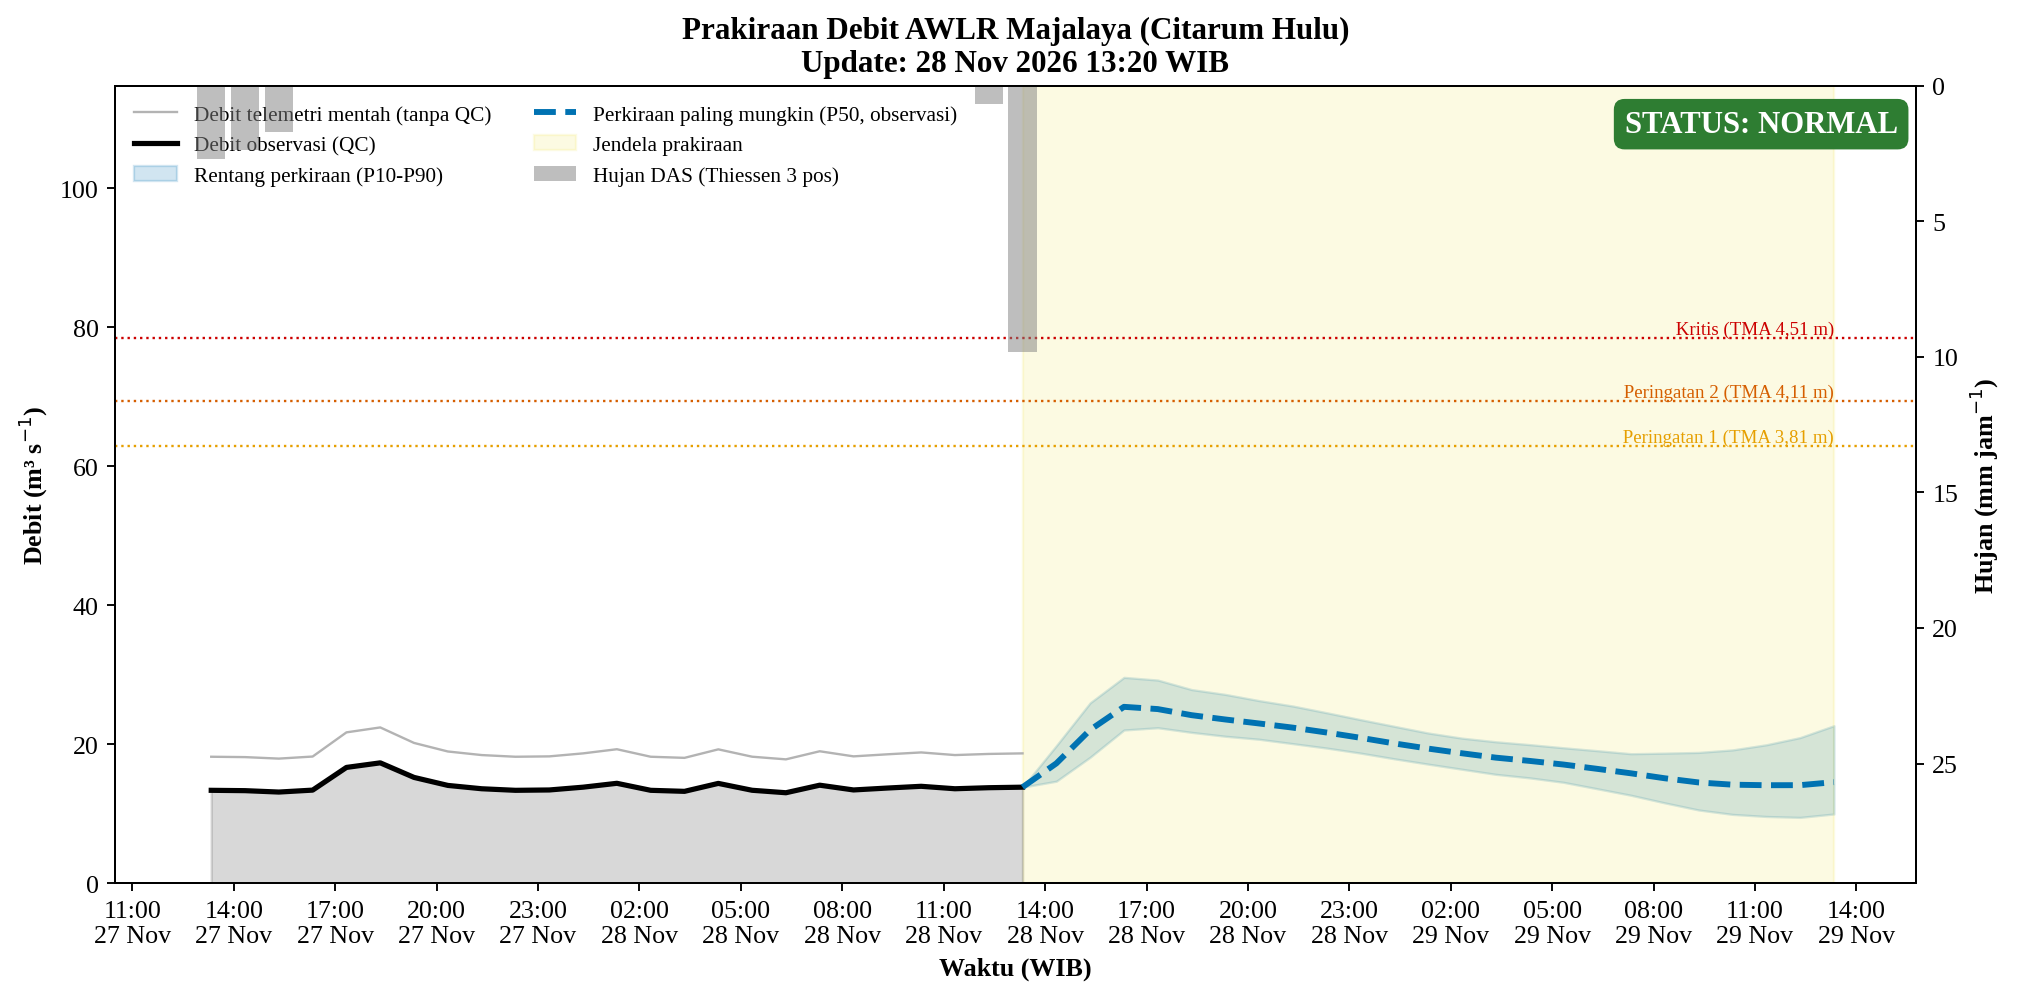 Prakiraan Debit AWLR Majalaya (Citarum Hulu)
Update: 28 Nov 2026 13:20 WIB
Debit telemetri mentah (tanpa QC)
Debit observasi (QC)
Rentang perkiraan (P10-P90)
Perkiraan paling mungkin (P50, observasi)
Jendela prakiraan
Hujan DAS (Thiessen 3 pos)
STATUS: NORMAL
Kritis (TMA 4,51 m)
Peringatan 2 (TMA 4,11 m)
Peringatan 1 (TMA 3,81 m)
Debit (m³ s⁻¹)
100
80
60
40
20
0
Hujan (mm jam⁻¹)
0
5
10
15
20
25
11:00 14:00 17:00 20:00 23:00 02:00 05:00 08:00 11:00 14:00 17:00 20:00 23:00 02:00 05:00 08:00 11:00 14:00
27 Nov 27 Nov 27 Nov 27 Nov 27 Nov 28 Nov 28 Nov 28 Nov 28 Nov 28 Nov 28 Nov 28 Nov 28 Nov 29 Nov 29 Nov 29 Nov 29 Nov 29 Nov
Waktu (WIB)